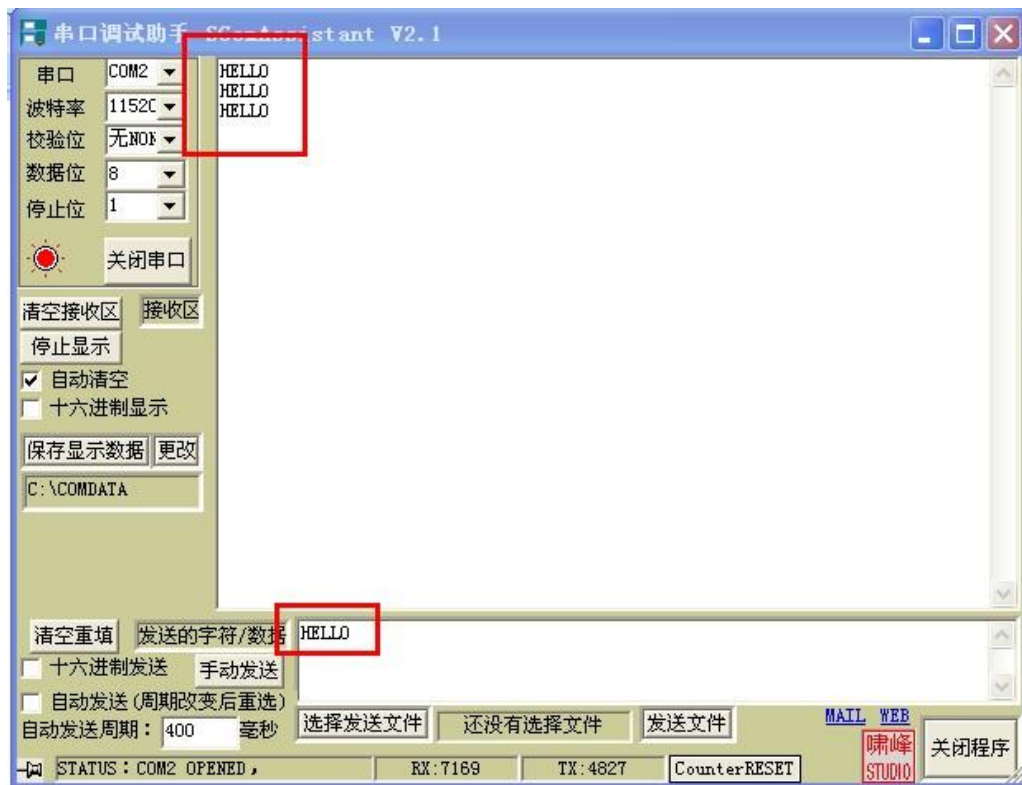 串口调试助手 SComAssistant V2.1
串口 COM2
波特率 11520
校验位 无NON
数据位 8
停止位 1
关闭串口
清空接收区 接收区
停止显示
自动清空
十六进制显示
保存显示数据 更改
C:\COMDATA
HELLO
HELLO
HELLO
清空重填 发送的字符/数据 HELLO
十六进制发送 手动发送
自动发送(周期改变后重选)
自动发送周期：400 毫秒 选择发送文件 还没有选择文件 发送文件
MAIL WEB
啸峰
STUDIO
关闭程序
STATUS：COM2 OPENED， RX:7169 TX:4827 CounterRESET